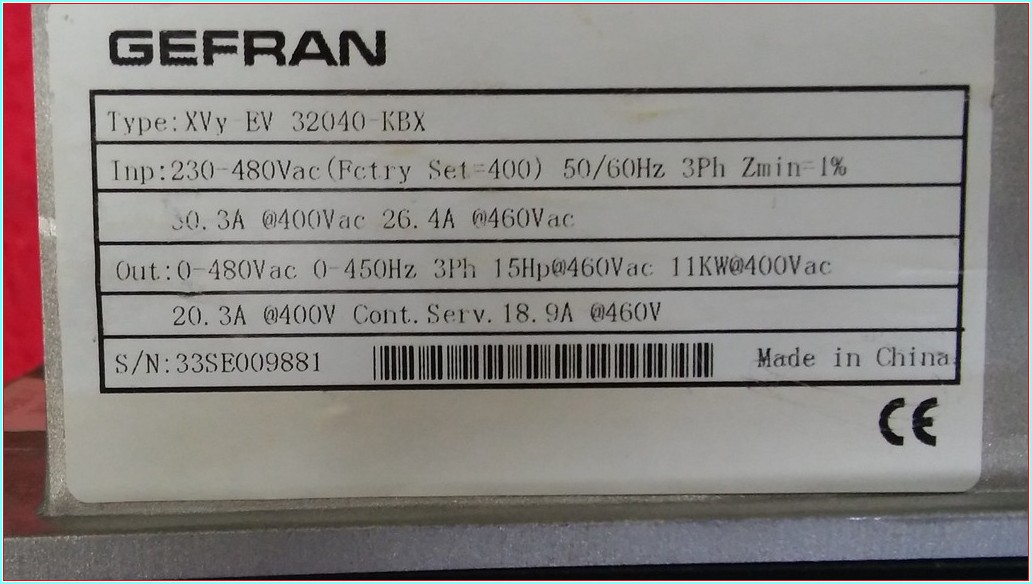 GEFRAN
Type:XVy-EV 32040-KBX
Inp:230-480Vac(Fctry Set=400) 50/60Hz 3Ph Zmin=1%
30.3A @400Vac 26.4A @460Vac
Out:0-480Vac 0-450Hz 3Ph 15Hp@460Vac 11KW@400Vac
20.3A @400V Cont.Serv.18.9A @460V
S/N:33SE009881 Made in China
CE